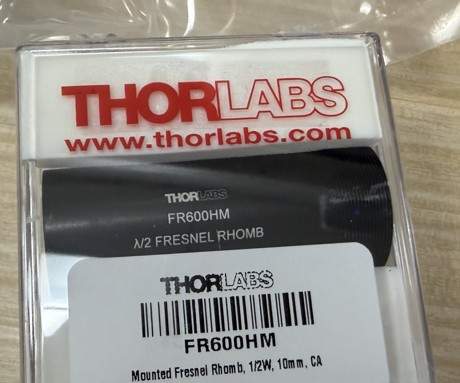 THORLABS
www.thorlabs.com
THORLABS
FR600HM
λ/2 FRESNEL RHOMB
THORLABS
FR600HM
Mounted Fresnel Rhomb, 1/2W, 10mm, CA